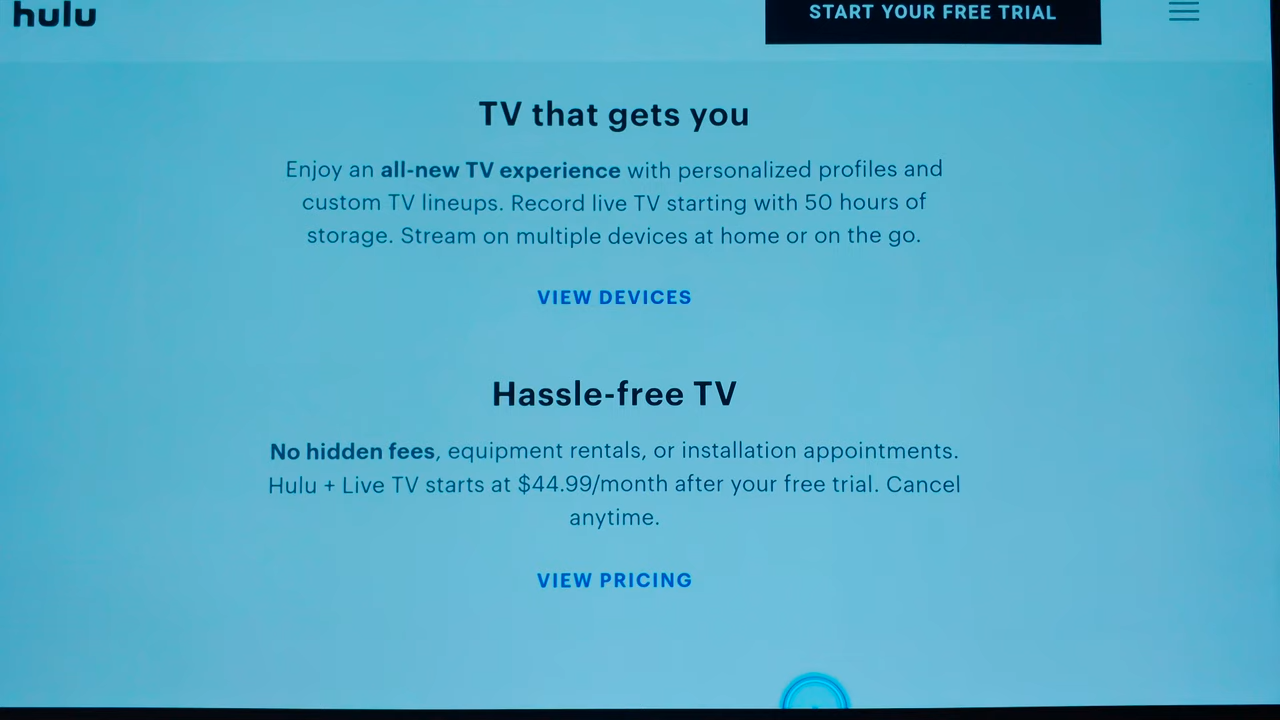 hulu
START YOUR FREE TRIAL
TV that gets you
Enjoy an all-new TV experience with personalized profiles and
custom TV lineups. Record live TV starting with 50 hours of
storage. Stream on multiple devices at home or on the go.
VIEW DEVICES
Hassle-free TV
No hidden fees, equipment rentals, or installation appointments.
Hulu + Live TV starts at $44.99/month after your free trial. Cancel
anytime.
VIEW PRICING